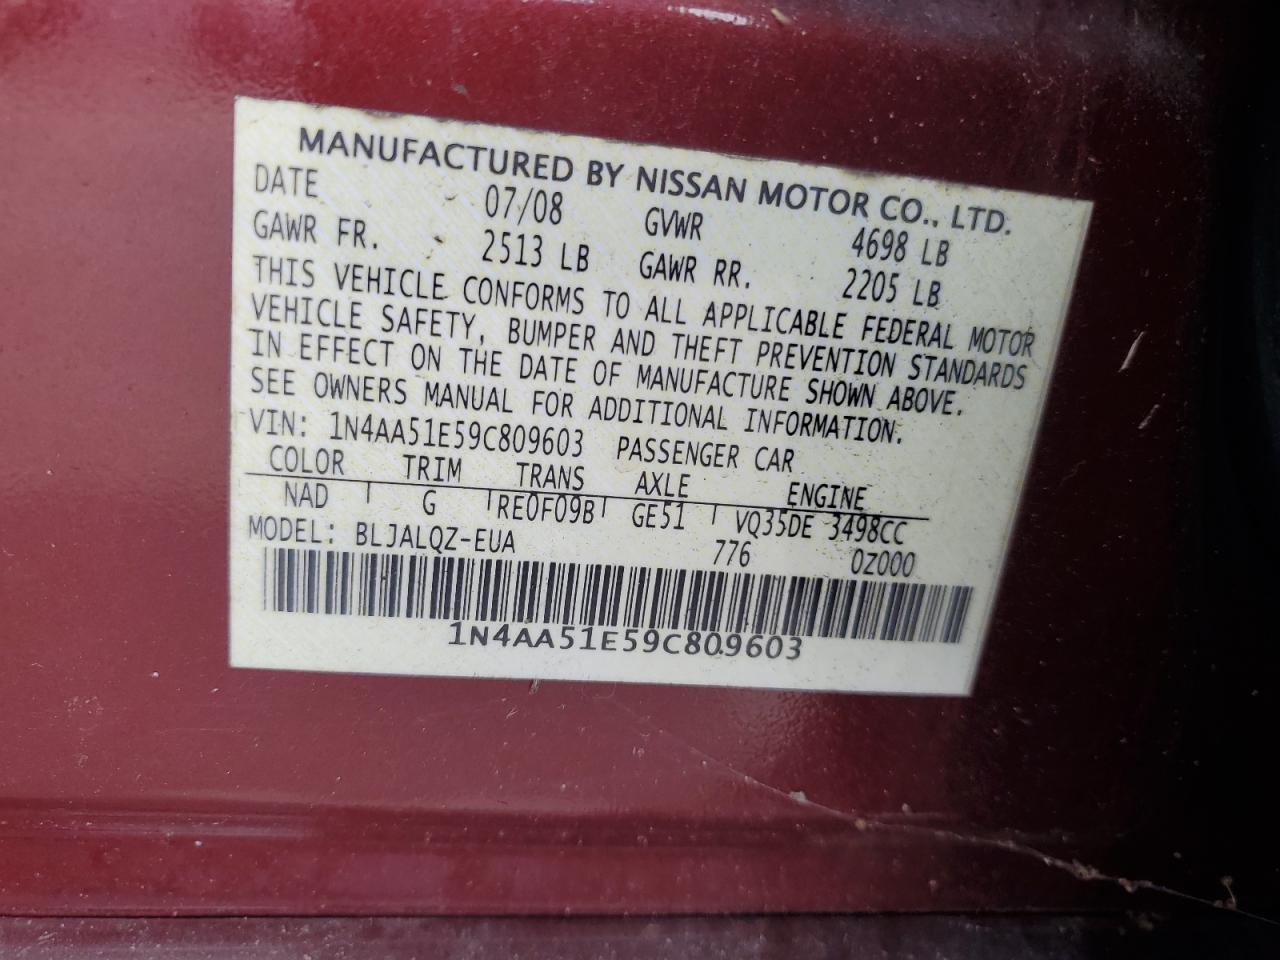 MANUFACTURED BY NISSAN MOTOR CO., LTD.
DATE 07/08 GVWR 4698 LB
GAWR FR. 2513 LB GAWR RR. 2205 LB
THIS VEHICLE CONFORMS TO ALL APPLICABLE FEDERAL MOTOR
VEHICLE SAFETY, BUMPER AND THEFT PREVENTION STANDARDS
IN EFFECT ON THE DATE OF MANUFACTURE SHOWN ABOVE.
SEE OWNERS MANUAL FOR ADDITIONAL INFORMATION.
VIN: 1N4AA51E59C809603 PASSENGER CAR
COLOR TRIM TRANS AXLE ENGINE
NAD G RE0F09B GE51 VQ35DE 3498CC
MODEL: BLJALQZ-EUA 776 0Z000
1N4AA51E59C809603